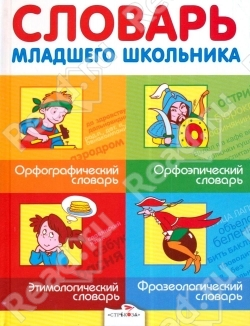 СЛОВАРЬ
МЛАДШЕГО ШКОЛЬНИКА
Орфографический
словарь
Орфоэпический
словарь
Этимологический
словарь
Фразеологический
словарь
«СТРЕКОЗА»